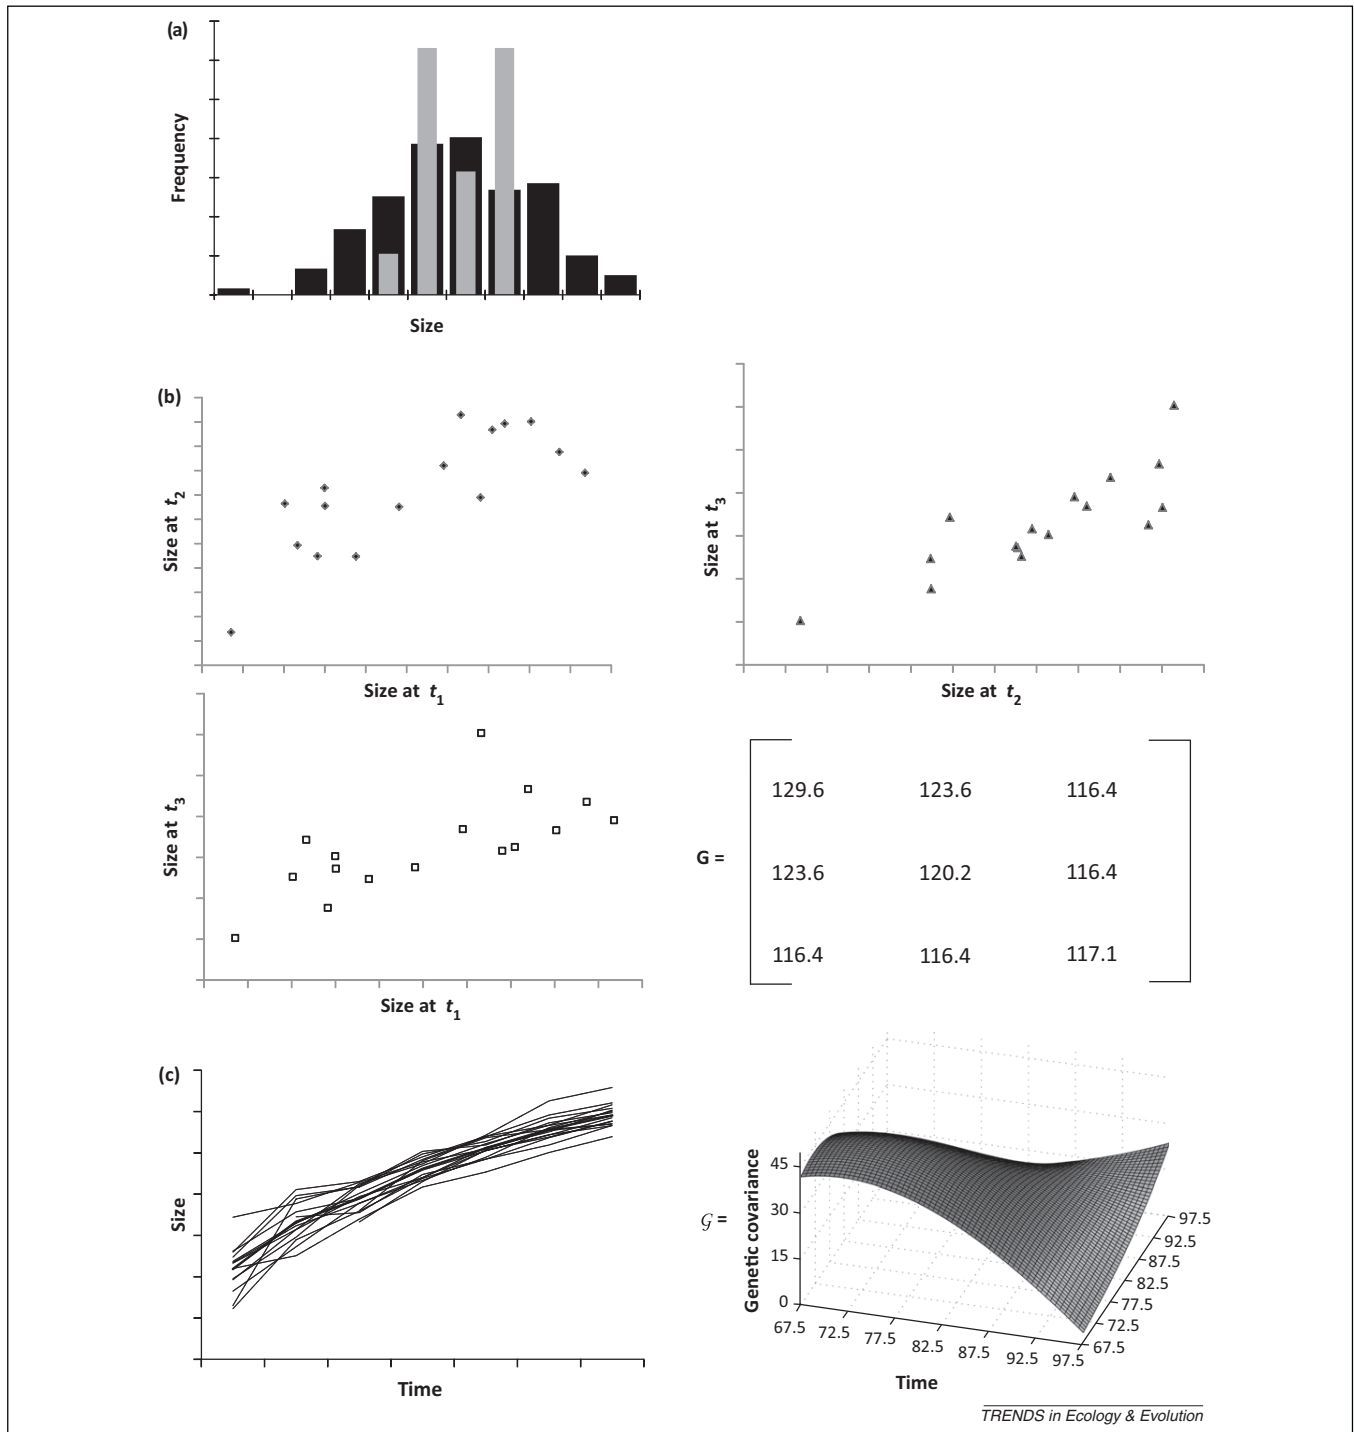 (a)
Frequency
Size
(b)
Size at t2
Size at t1
Size at t3
Size at t2
Size at t3
Size at t1
G =
129.6 123.6 116.4
123.6 120.2 116.4
116.4 116.4 117.1
(c)
Size
Time
𝒢 =
Genetic covariance
45
30
15
0
67.5 72.5 77.5 82.5 87.5 92.5 97.5
97.5
92.5
87.5
82.5
77.5
72.5
67.5
Time
TRENDS in Ecology & Evolution